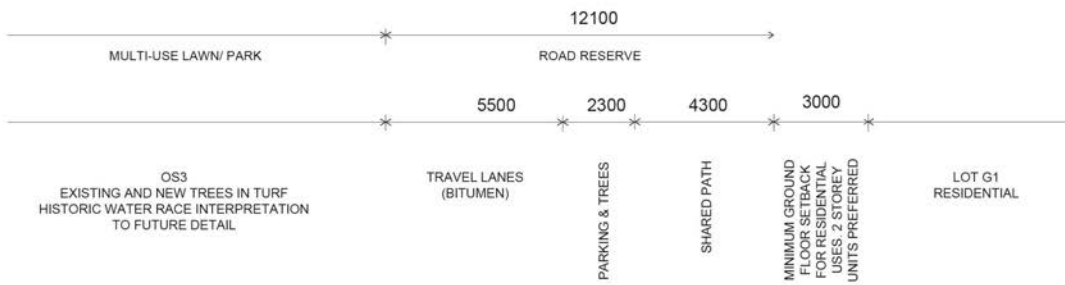 12100
MULTI-USE LAWN/ PARK
ROAD RESERVE
5500
2300
4300
3000
OS3
EXISTING AND NEW TREES IN TURF
HISTORIC WATER RACE INTERPRETATION
TO FUTURE DETAIL
TRAVEL LANES
(BITUMEN)
PARKING & TREES
SHARED PATH
MINIMUM GROUND
FLOOR SETBACK
FOR RESIDENTIAL
USES. 2 STOREY
UNITS PREFERRED
LOT G1
RESIDENTIAL